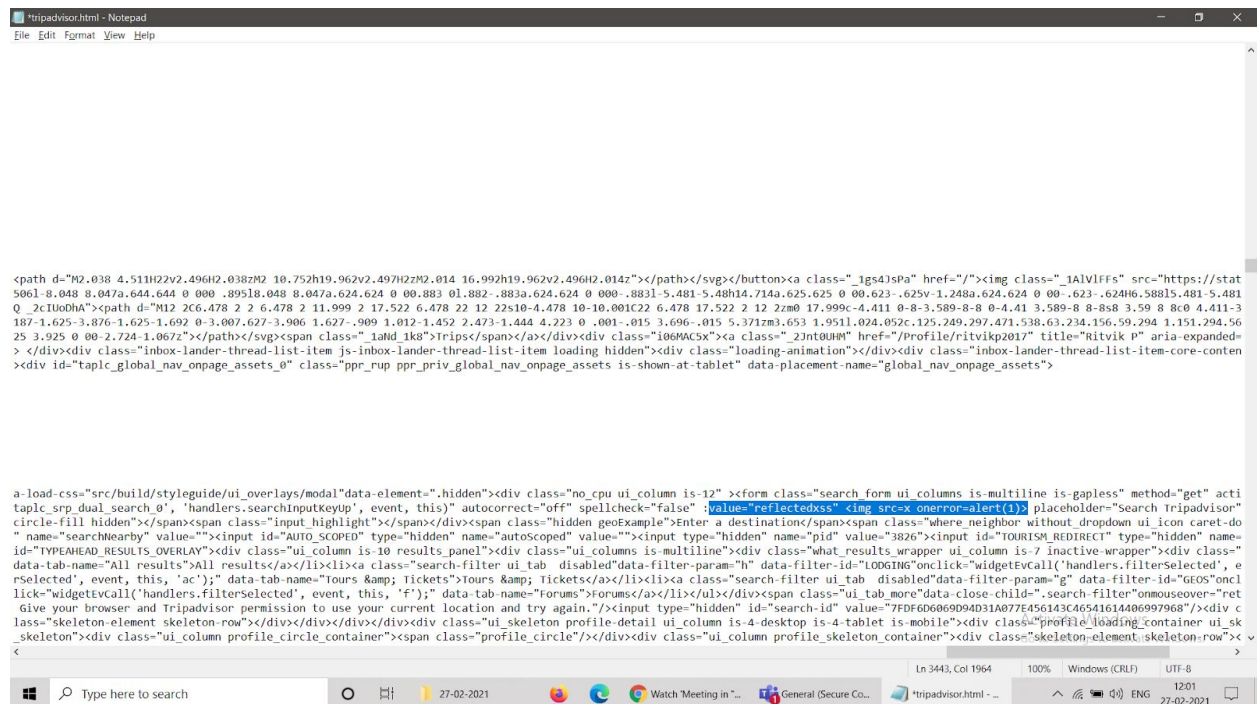 *tripadvisor.html - Notepad
File Edit Format View Help
<path d="M2.038 4.511H22v2.496H2.038zM2 10.752h19.962v2.497H2zM2.014 16.992h19.962v2.496H2.014z"></path></svg></button><a class="_1gs4JsPa" href="/"><img class="_1AlVlFFs" src="https://stat
506l-8.048 8.047a.644.644 0 000 .895l8.048 8.047a.624.624 0 00.883 0l.882-.883a.624.624 0 000-.883l-5.481-5.48h14.714a.625.625 0 00.623-.625v-1.248a.624.624 0 00-.623-.624H6.588l5.481-5.481
Q _2cIUoDhA"><path d="M12 2C6.478 2 2 6.478 2 11.999 2 17.522 6.478 22 12 22s10-4.478 10-10.001C22 6.478 17.522 2 12 2zm0 17.999c-4.411 0-8-3.589-8-8 0-4.41 3.589-8 8-8s8 3.59 8 8c0 4.411-3
187-1.625-3.876-1.625-1.692 0-3.007.627-3.906 1.627-.909 1.012-1.452 2.473-1.444 4.223 0 .001-.015 3.696-.015 5.371zm3.653 1.951l.024.052c.125.249.297.471.538.63.234.156.59.294 1.151.294.56
25 3.925 0 00-2.724-1.067z"></path></svg><span class="_1aNd_1k8">Trips</span></a></div><div class="i06MAC5x"><a class="_2Jnt0UHM" href="/Profile/ritvikp2017" title="Ritvik P" aria-expanded=
> </div><div class="inbox-lander-thread-list-item js-inbox-lander-thread-list-item loading hidden"><div class="loading-animation"></div><div class="inbox-lander-thread-list-item-core-conten
><div id="taplc_global_nav_onpage_assets_0" class="ppr_rup ppr_priv_global_nav_onpage_assets is-shown-at-tablet" data-placement-name="global_nav_onpage_assets">
a-load-css="src/build/styleguide/ui_overlays/modal"data-element=".hidden"><div class="no_cpu ui_column is-12" ><form class="search_form ui_columns is-multiline is-gapless" method="get" acti
taplc_srp_dual_search_0', 'handlers.searchInputKeyUp', event, this)" autocorrect="off" spellcheck="false" :value="reflectedxss" <img src=x onerror=alert(1)> placeholder="Search Tripadvisor"
circle-fill hidden"></span><span class="input_highlight"></span></div><span class="hidden geoExample">Enter a destination</span><span class="where_neighbor without_dropdown ui_icon caret-do
" name="searchNearby" value=""><input id="AUTO_SCOPED" type="hidden" name="autoScoped" value=""><input type="hidden" name="pid" value="3826"><input id="TOURISM_REDIRECT" type="hidden" name=
id="TYPEAHEAD_RESULTS_OVERLAY"><div class="ui_column is-10 results_panel"><div class="ui_columns is-multiline"><div class="what_results_wrapper ui_column is-7 inactive-wrapper"><div class="
data-tab-name="All results">All results</a></li><li><a class="search-filter ui_tab  disabled"data-filter-param="h" data-filter-id="LODGING"onclick="widgetEvCall('handlers.filterSelected', e
rSelected', event, this, 'ac');" data-tab-name="Tours &amp; Tickets">Tours &amp; Tickets</a></li><li><a class="search-filter ui_tab  disabled"data-filter-param="g" data-filter-id="GEOS"oncl
lick="widgetEvCall('handlers.filterSelected', event, this, 'f');" data-tab-name="Forums">Forums</a></li></ul></div><span class="ui_tab_more"data-close-child=".search-filter"onmouseover="ret
Give your browser and Tripadvisor permission to use your current location and try again."/><input type="hidden" id="search-id" value="7FDF6D6069D94D31A077E456143C46541614406997968"/><div c
lass="skeleton-element skeleton-row"></div></div></div></div><div class="ui_skeleton profile-detail ui_column is-4-desktop is-4-tablet is-mobile"><div class="profile_loading_container ui_sk
_skeleton"><div class="ui_column profile_circle_container"><span class="profile_circle"/></div><div class="ui_column profile_skeleton_container"><div class="skeleton-element skeleton-row"><
Activate Windows
Ln 3443, Col 1964 100% Windows (CRLF) UTF-8
Type here to search 27-02-2021 Watch 'Meeting in "... General (Secure Co... *tripadvisor.html - ... ENG 12:01
27-02-2021